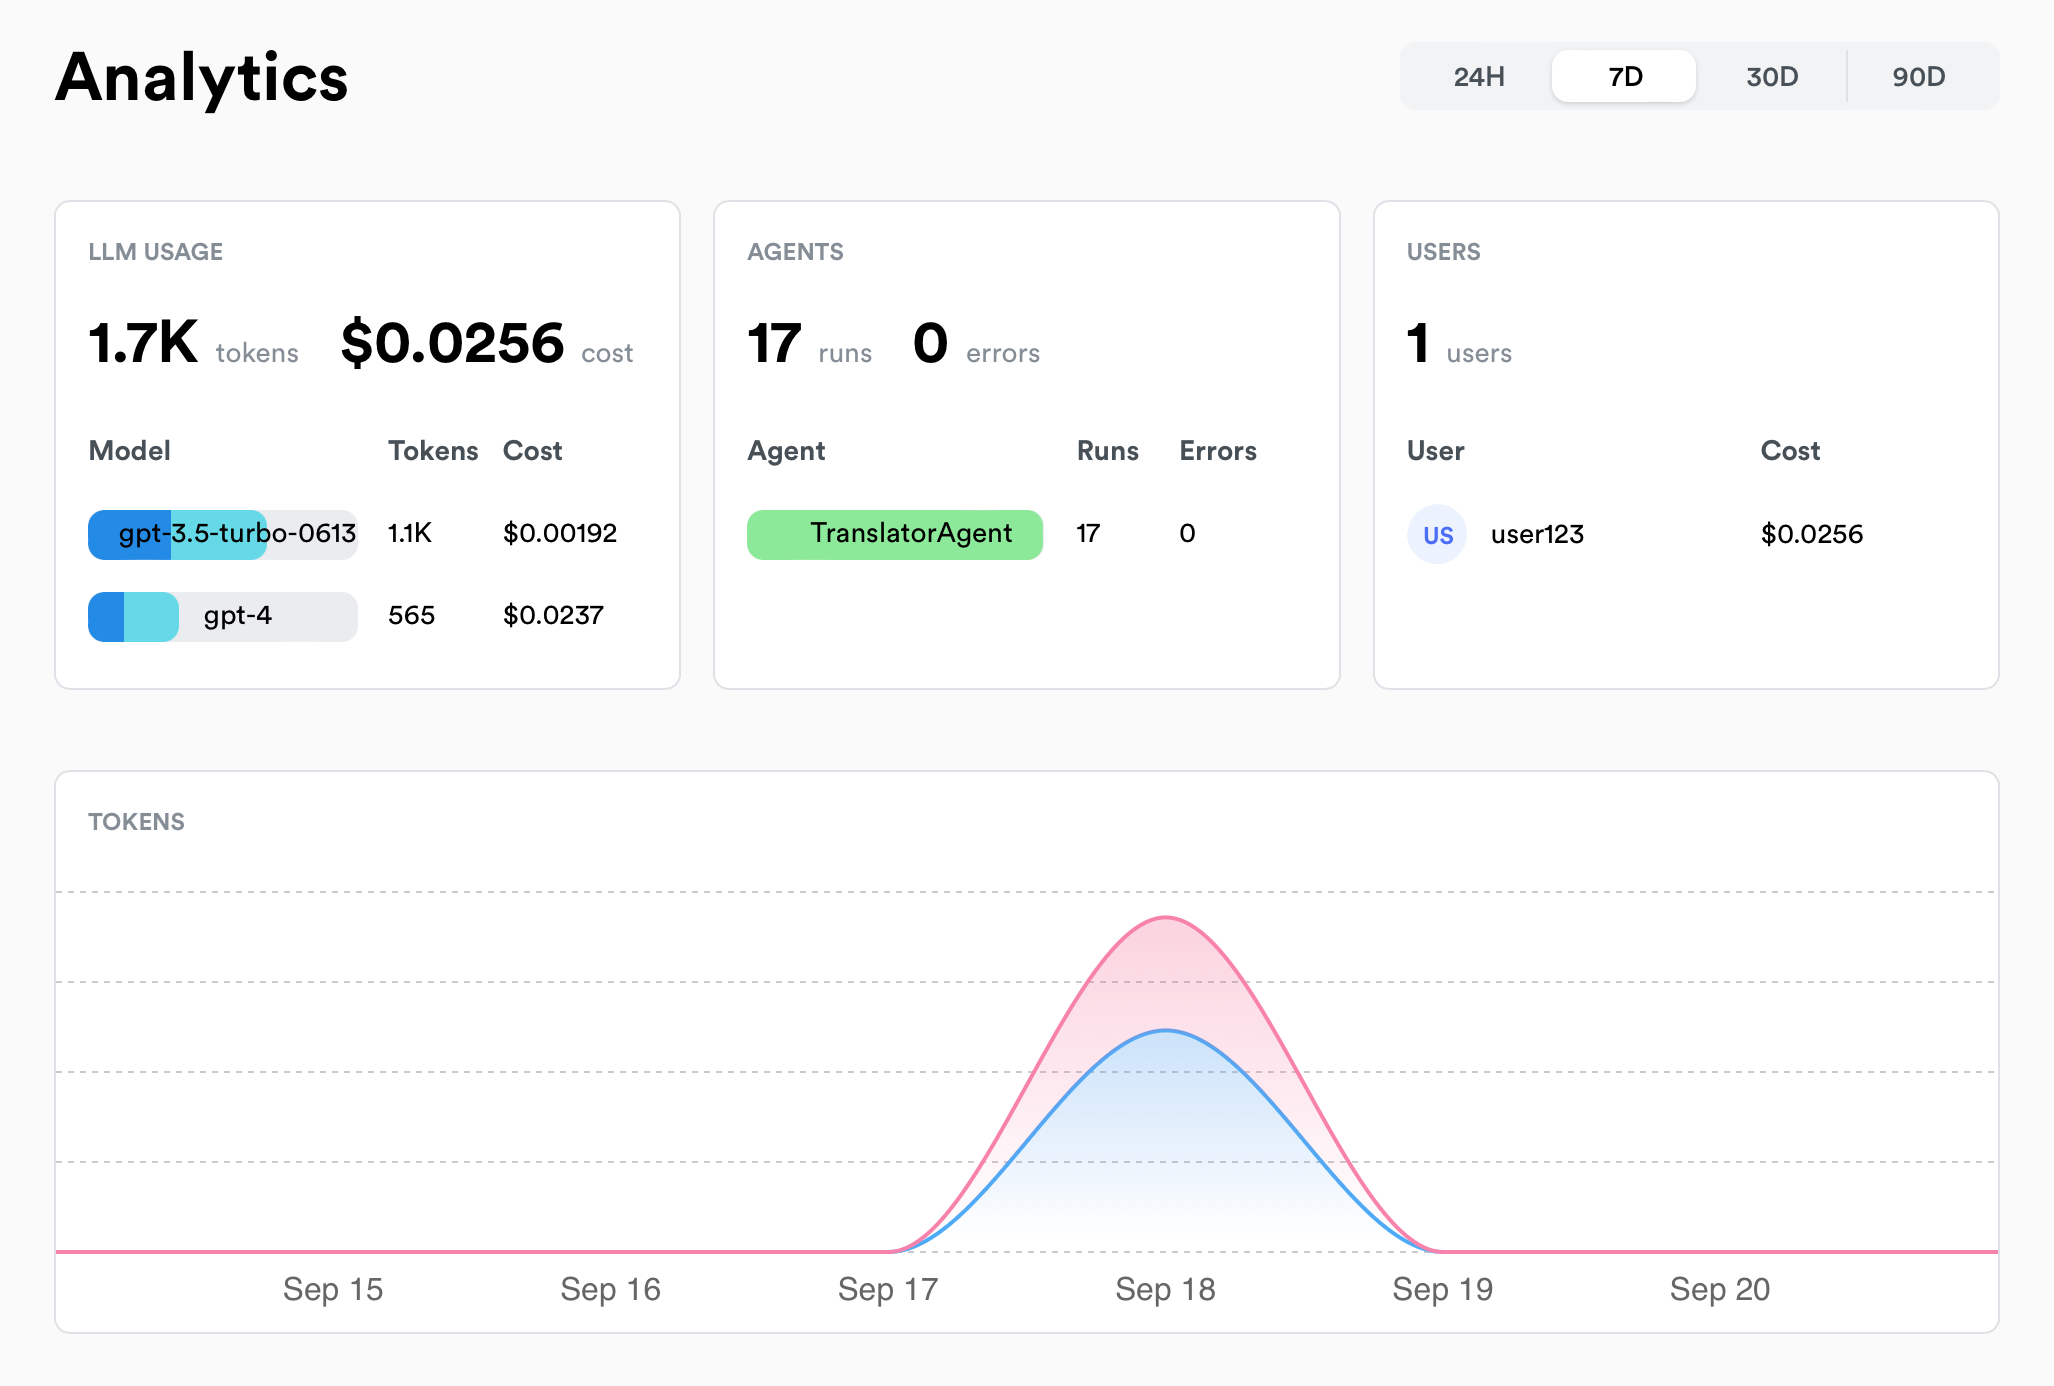 Analytics
24H 7D 30D 90D
LLM USAGE
1.7K tokens $0.0256 cost
Model Tokens Cost
gpt-3.5-turbo-0613 1.1K $0.00192
gpt-4 565 $0.0237
AGENTS
17 runs 0 errors
Agent Runs Errors
TranslatorAgent 17 0
USERS
1 users
User Cost
US user123 $0.0256
TOKENS
Sep 15 Sep 16 Sep 17 Sep 18 Sep 19 Sep 20